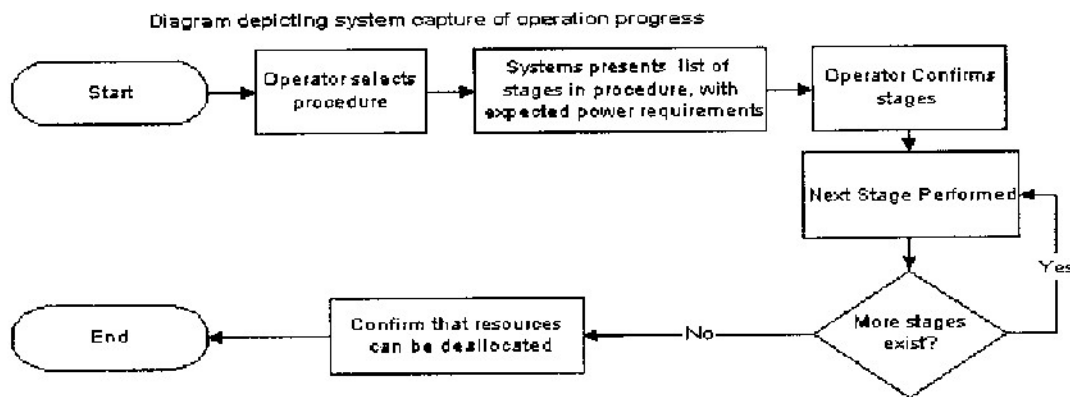 Diagram depicting system capture of operation progress
Start
Operator selects
procedure
Systems presents list of
stages in procedure, with
expected power requirements
Operator Confirms
stages
Next Stage Performed
Yes
More stages
exist?
No
Confirm that resources
can be deallocated
End